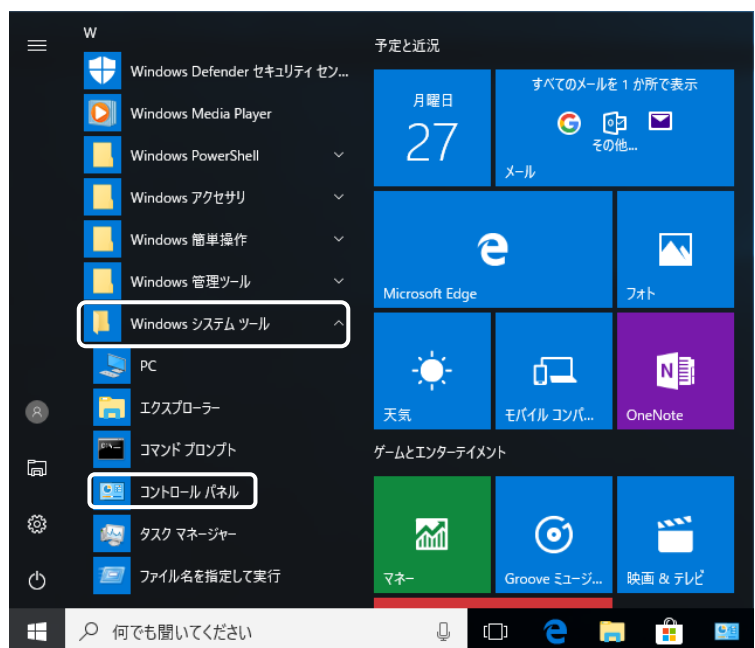 W
Windows Defender セキュリティ セン...
Windows Media Player
Windows PowerShell
Windows アクセサリ
Windows 簡単操作
Windows 管理ツール
Windows システム ツール
PC
エクスプローラー
コマンド プロンプト
コントロール パネル
タスク マネージャー
ファイル名を指定して実行
予定と近況
月曜日
27
すべてのメールを 1 か所で表示
その他...
メール
Microsoft Edge
フォト
天気
モバイル コンパ...
OneNote
ゲームとエンターテイメント
マネー
Groove ミュージ...
映画 & テレビ
何でも聞いてください